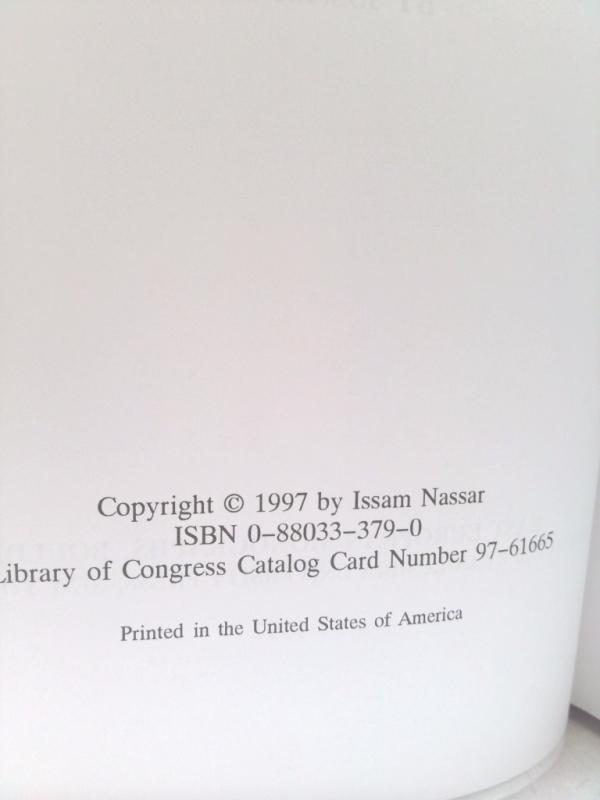 Copyright © 1997 by Issam Nassar
ISBN 0–88033–379–0
Library of Congress Catalog Card Number 97–61665
Printed in the United States of America